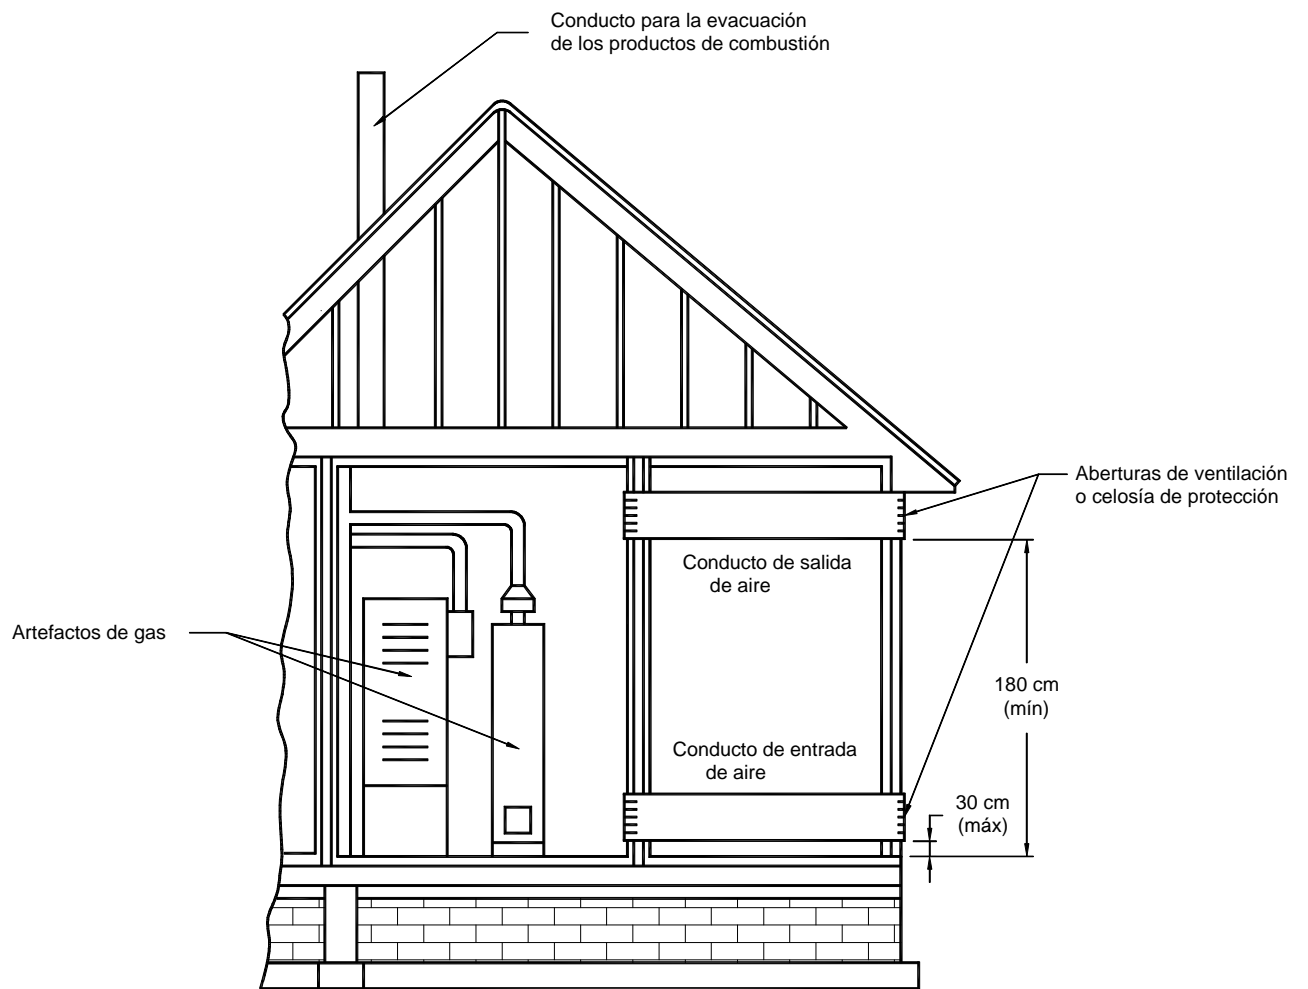 Conducto para la evacuación
de los productos de combustión
Aberturas de ventilación
o celosía de protección
Conducto de salida
de aire
Artefactos de gas
180 cm
(mín)
Conducto de entrada
de aire
30 cm
(máx)